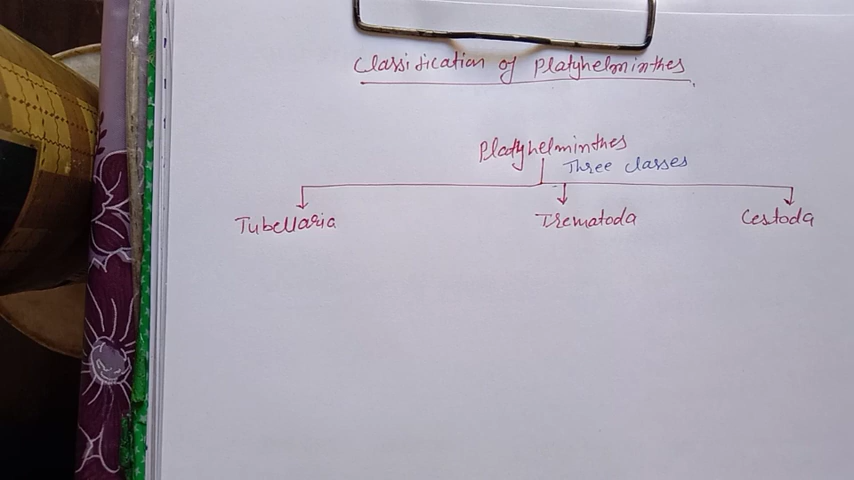 Classification of Platyhelminthes
Platyhelminthes
Three classes
Tubellaria Trematoda Cestoda